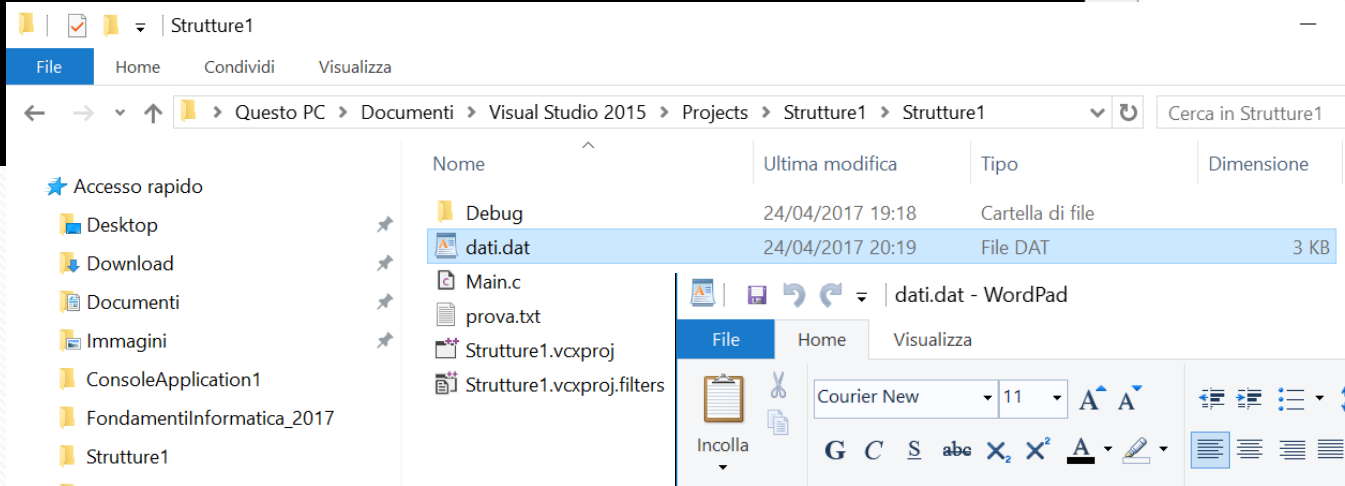 Strutture1
File Home Condividi Visualizza
Questo PC > Documenti > Visual Studio 2015 > Projects > Strutture1 > Strutture1
Cerca in Strutture1
Accesso rapido
Desktop
Download
Documenti
Immagini
ConsoleApplication1
FondamentiInformatica_2017
Strutture1
Nome Ultima modifica Tipo Dimensione
Debug 24/04/2017 19:18 Cartella di file
dati.dat 24/04/2017 20:19 File DAT 3 KB
Main.c
prova.txt
Strutture1.vcxproj
Strutture1.vcxproj.filters
dati.dat - WordPad
File Home Visualizza
Incolla
Courier New 11 A A
G C S abc X₂ X² A